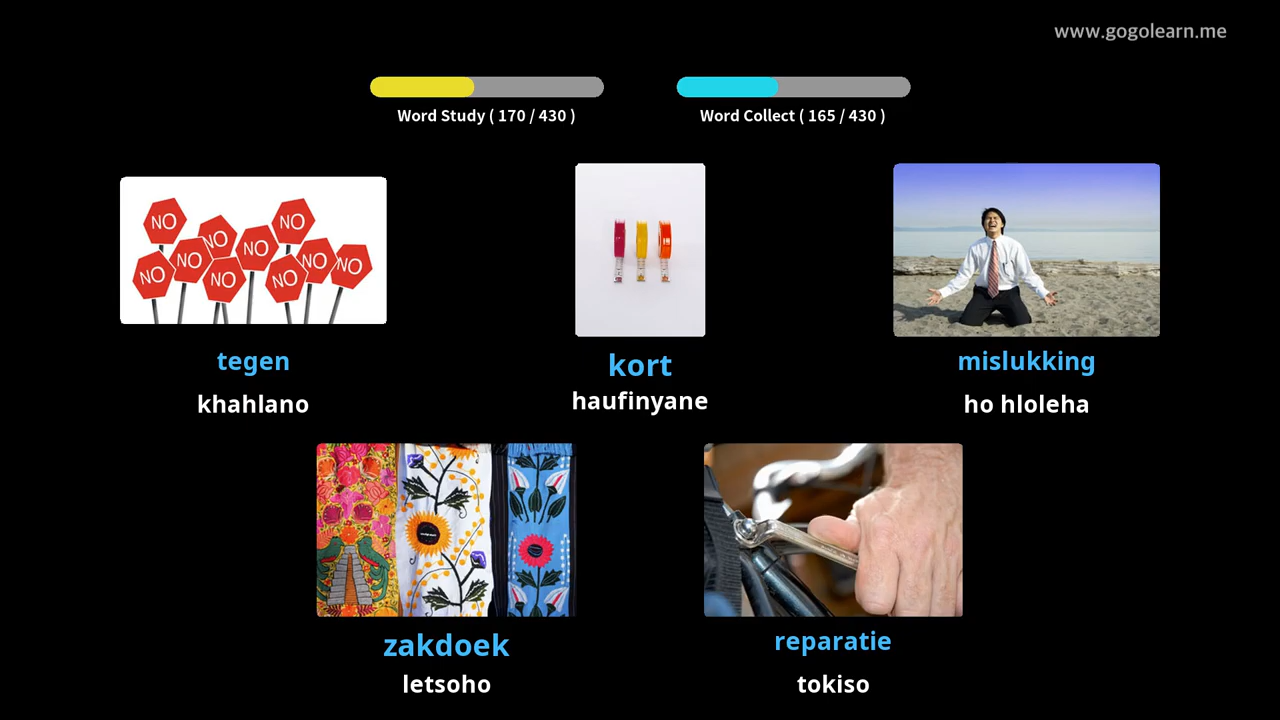 www.gogolearn.me
Word Study ( 170 / 430 )
Word Collect ( 165 / 430 )
NO
NO
NO
NO
NO
NO
NO
NO
NO
NO
tegen
khahlano
kort
haufinyane
mislukking
ho hloleha
zakdoek
letsoho
reparatie
tokiso